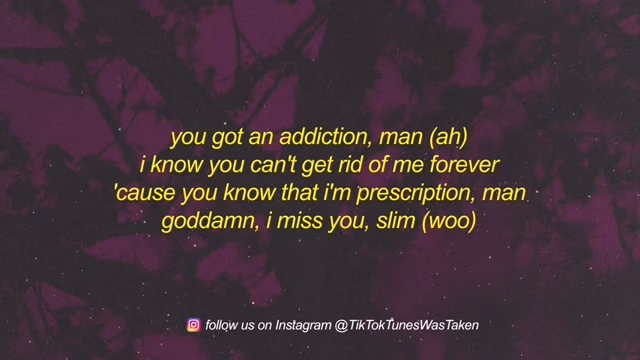 you got an addiction, man (ah)
i know you can't get rid of me forever
'cause you know that i'm prescription, man
goddamn, i miss you, slim (woo)
follow us on Instagram @TikTokTunesWasTaken